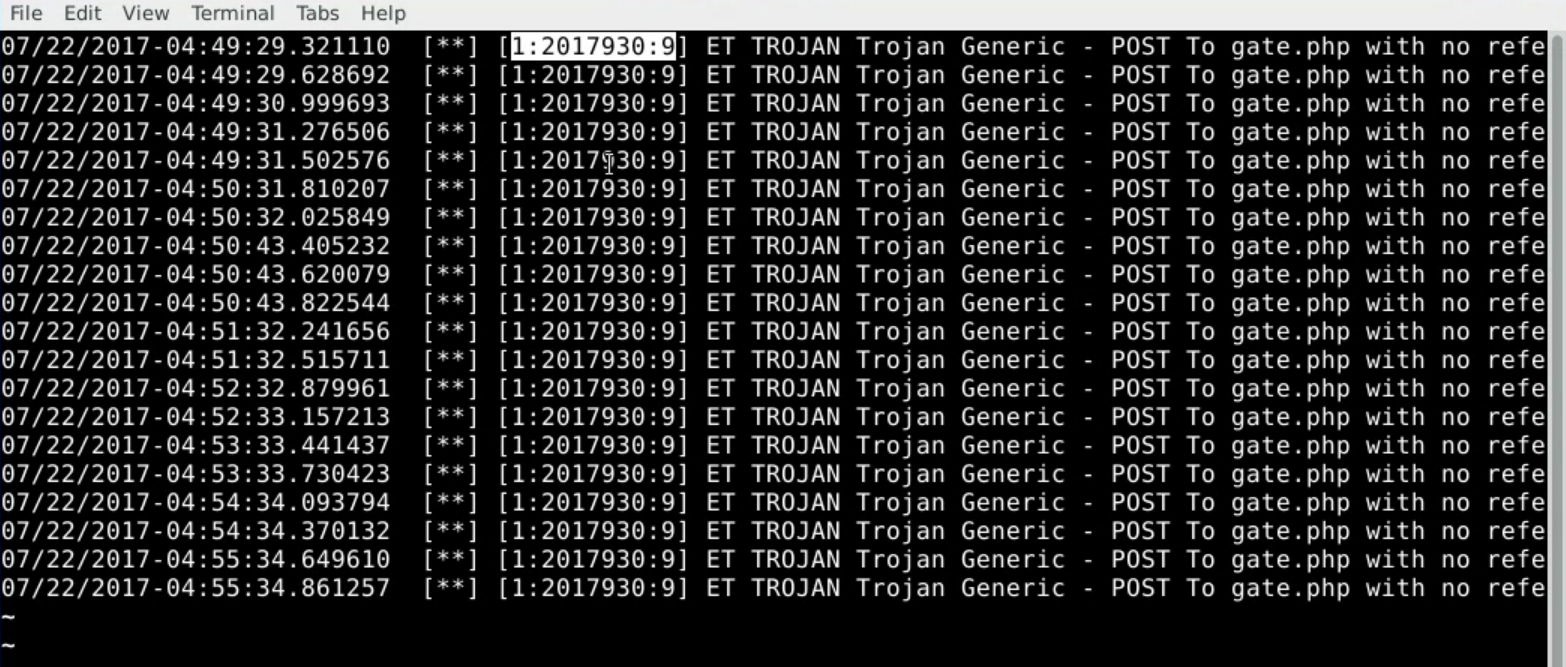 File Edit View Terminal Tabs Help
07/22/2017-04:49:29.321110  [**] [1:2017930:9] ET TROJAN Trojan Generic - POST To gate.php with no refe
07/22/2017-04:49:29.628692  [**] [1:2017930:9] ET TROJAN Trojan Generic - POST To gate.php with no refe
07/22/2017-04:49:30.999693  [**] [1:2017930:9] ET TROJAN Trojan Generic - POST To gate.php with no refe
07/22/2017-04:49:31.276506  [**] [1:2017930:9] ET TROJAN Trojan Generic - POST To gate.php with no refe
07/22/2017-04:49:31.502576  [**] [1:2017930:9] ET TROJAN Trojan Generic - POST To gate.php with no refe
07/22/2017-04:50:31.810207  [**] [1:2017930:9] ET TROJAN Trojan Generic - POST To gate.php with no refe
07/22/2017-04:50:32.025849  [**] [1:2017930:9] ET TROJAN Trojan Generic - POST To gate.php with no refe
07/22/2017-04:50:43.405232  [**] [1:2017930:9] ET TROJAN Trojan Generic - POST To gate.php with no refe
07/22/2017-04:50:43.620079  [**] [1:2017930:9] ET TROJAN Trojan Generic - POST To gate.php with no refe
07/22/2017-04:50:43.822544  [**] [1:2017930:9] ET TROJAN Trojan Generic - POST To gate.php with no refe
07/22/2017-04:51:32.241656  [**] [1:2017930:9] ET TROJAN Trojan Generic - POST To gate.php with no refe
07/22/2017-04:51:32.515711  [**] [1:2017930:9] ET TROJAN Trojan Generic - POST To gate.php with no refe
07/22/2017-04:52:32.879961  [**] [1:2017930:9] ET TROJAN Trojan Generic - POST To gate.php with no refe
07/22/2017-04:52:33.157213  [**] [1:2017930:9] ET TROJAN Trojan Generic - POST To gate.php with no refe
07/22/2017-04:53:33.441437  [**] [1:2017930:9] ET TROJAN Trojan Generic - POST To gate.php with no refe
07/22/2017-04:53:33.730423  [**] [1:2017930:9] ET TROJAN Trojan Generic - POST To gate.php with no refe
07/22/2017-04:54:34.093794  [**] [1:2017930:9] ET TROJAN Trojan Generic - POST To gate.php with no refe
07/22/2017-04:54:34.370132  [**] [1:2017930:9] ET TROJAN Trojan Generic - POST To gate.php with no refe
07/22/2017-04:55:34.649610  [**] [1:2017930:9] ET TROJAN Trojan Generic - POST To gate.php with no refe
07/22/2017-04:55:34.861257  [**] [1:2017930:9] ET TROJAN Trojan Generic - POST To gate.php with no refe
~
~